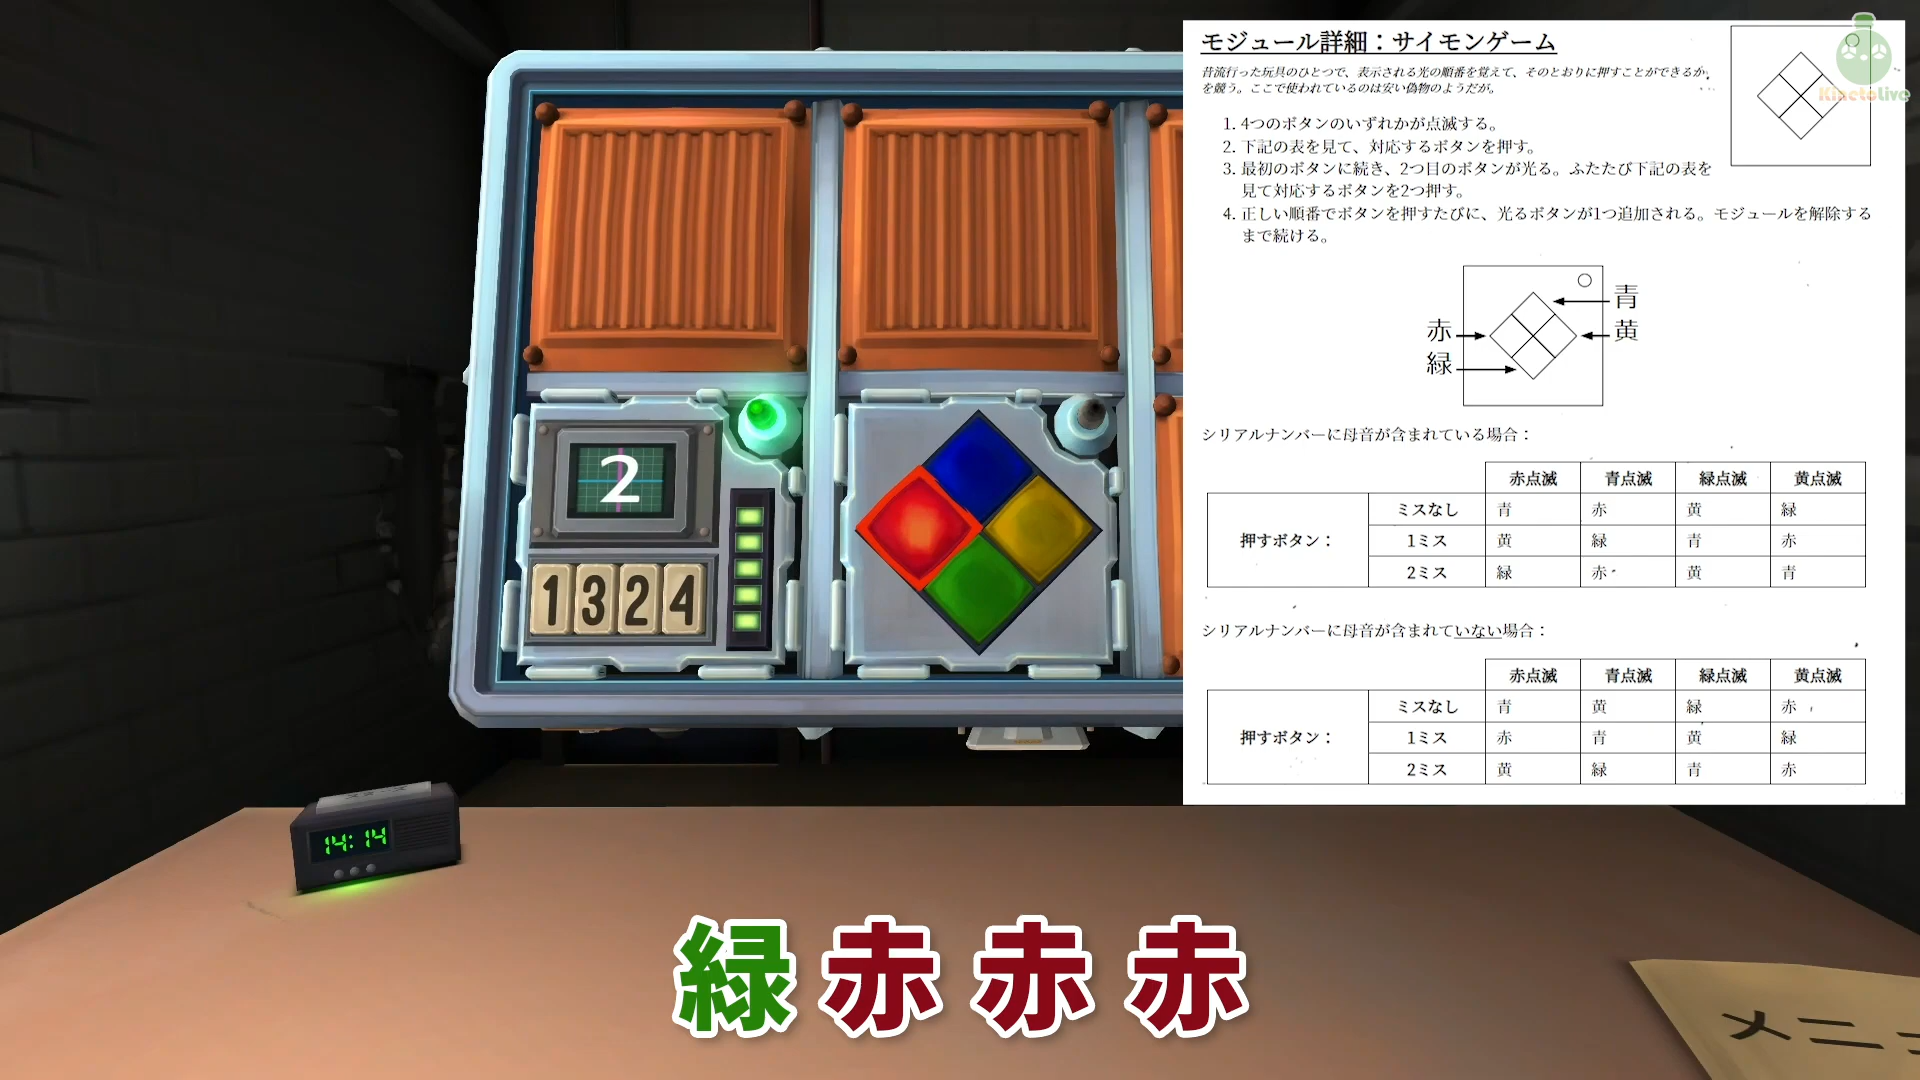 モジュール詳細：サイモンゲーム
昔流行った玩具のひとつで、表示される光の順番を覚えて、そのとおりに押すことができるか
を競う。ここで使われているのは安い偽物のようだが。
1. 4つのボタンのいずれかが点滅する。
2. 下記の表を見て、対応するボタンを押す。
3. 最初のボタンに続き、2つ目のボタンが光る。ふたたび下記の表を
見て対応するボタンを2つ押す。
4. 正しい順番でボタンを押すたびに、光るボタンが1つ追加される。モジュールを解除する
まで続ける。
青
赤 黄
緑
シリアルナンバーに母音が含まれている場合：
赤点滅 青点滅 緑点滅 黄点滅
ミスなし 青 赤 黄 緑
押すボタン： 1ミス 黄 緑 青 赤
2ミス 緑 赤 黄 青
シリアルナンバーに母音が含まれていない場合：
赤点滅 青点滅 緑点滅 黄点滅
ミスなし 青 黄 緑 赤
押すボタン： 1ミス 赤 青 黄 緑
2ミス 黄 緑 青 赤
KinetoLive
2
1 3 2 4
14:14
緑 赤 赤 赤
メニュ